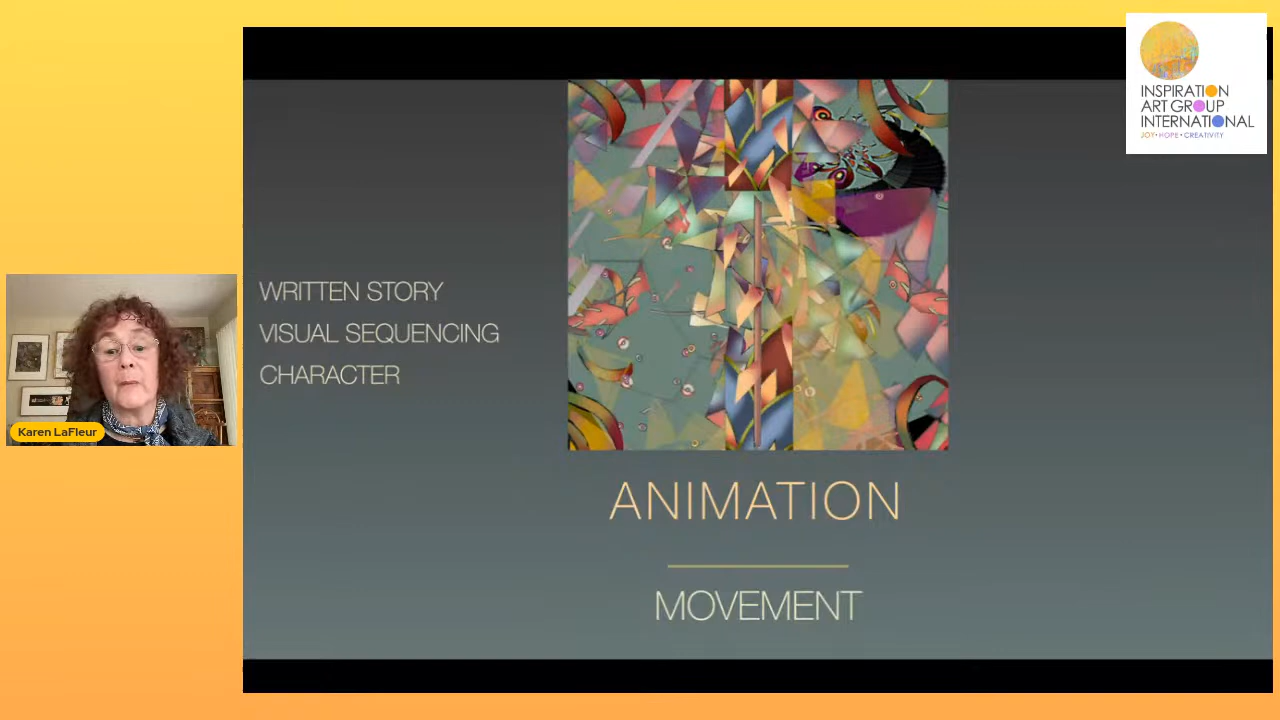 INSPIRATION
ART GROUP
INTERNATIONAL
JOY • HOPE • CREATIVITY
WRITTEN STORY
VISUAL SEQUENCING
CHARACTER
Karen LaFleur
ANIMATION
MOVEMENT